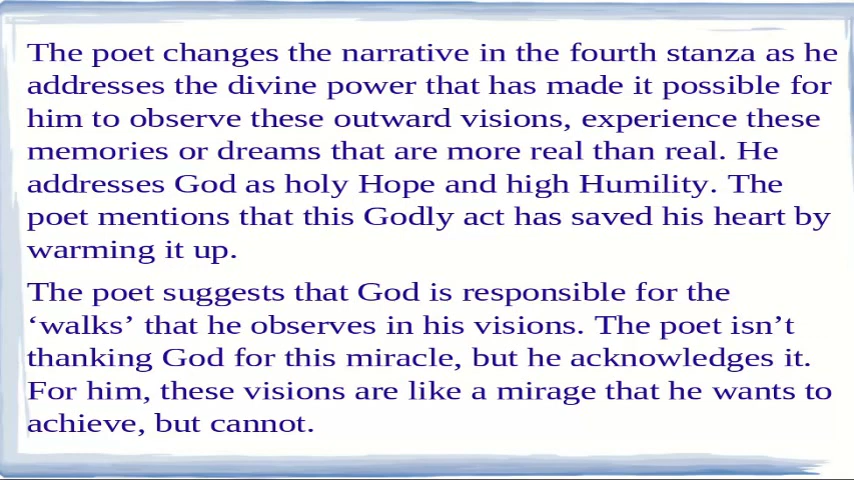 The poet changes the narrative in the fourth stanza as he
addresses the divine power that has made it possible for
him to observe these outward visions, experience these
memories or dreams that are more real than real. He
addresses God as holy Hope and high Humility. The
poet mentions that this Godly act has saved his heart by
warming it up.
The poet suggests that God is responsible for the
‘walks’ that he observes in his visions. The poet isn’t
thanking God for this miracle, but he acknowledges it.
For him, these visions are like a mirage that he wants to
achieve, but cannot.